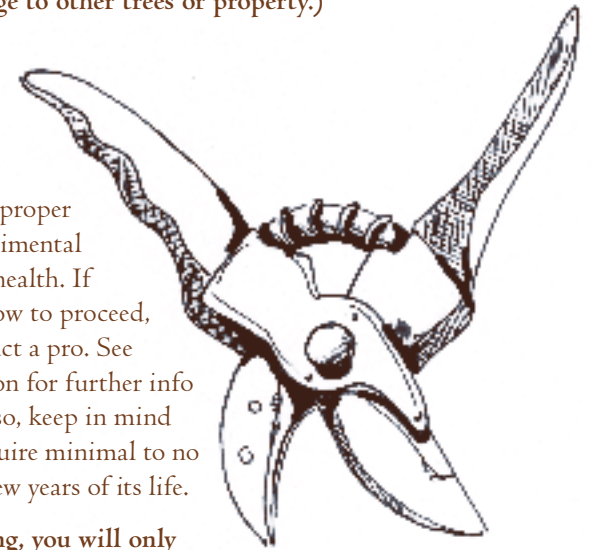 ge to other trees or property.)
proper
imental
health. If
ow to proceed,
ct a pro. See
on for further info
so, keep in mind
uire minimal to no
ew years of its life.
ng, you will only